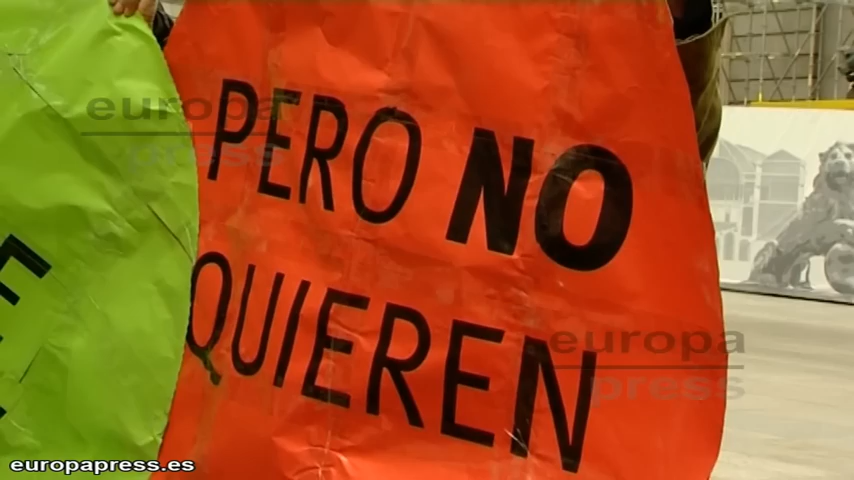 PERO NO
QUIEREN
europa
press
europa
press
europapress.es